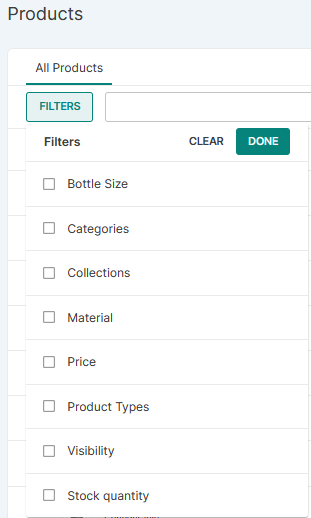 Products
All Products
FILTERS
Filters CLEAR DONE
Bottle Size
Categories
Collections
Material
Price
Product Types
Visibility
Stock quantity